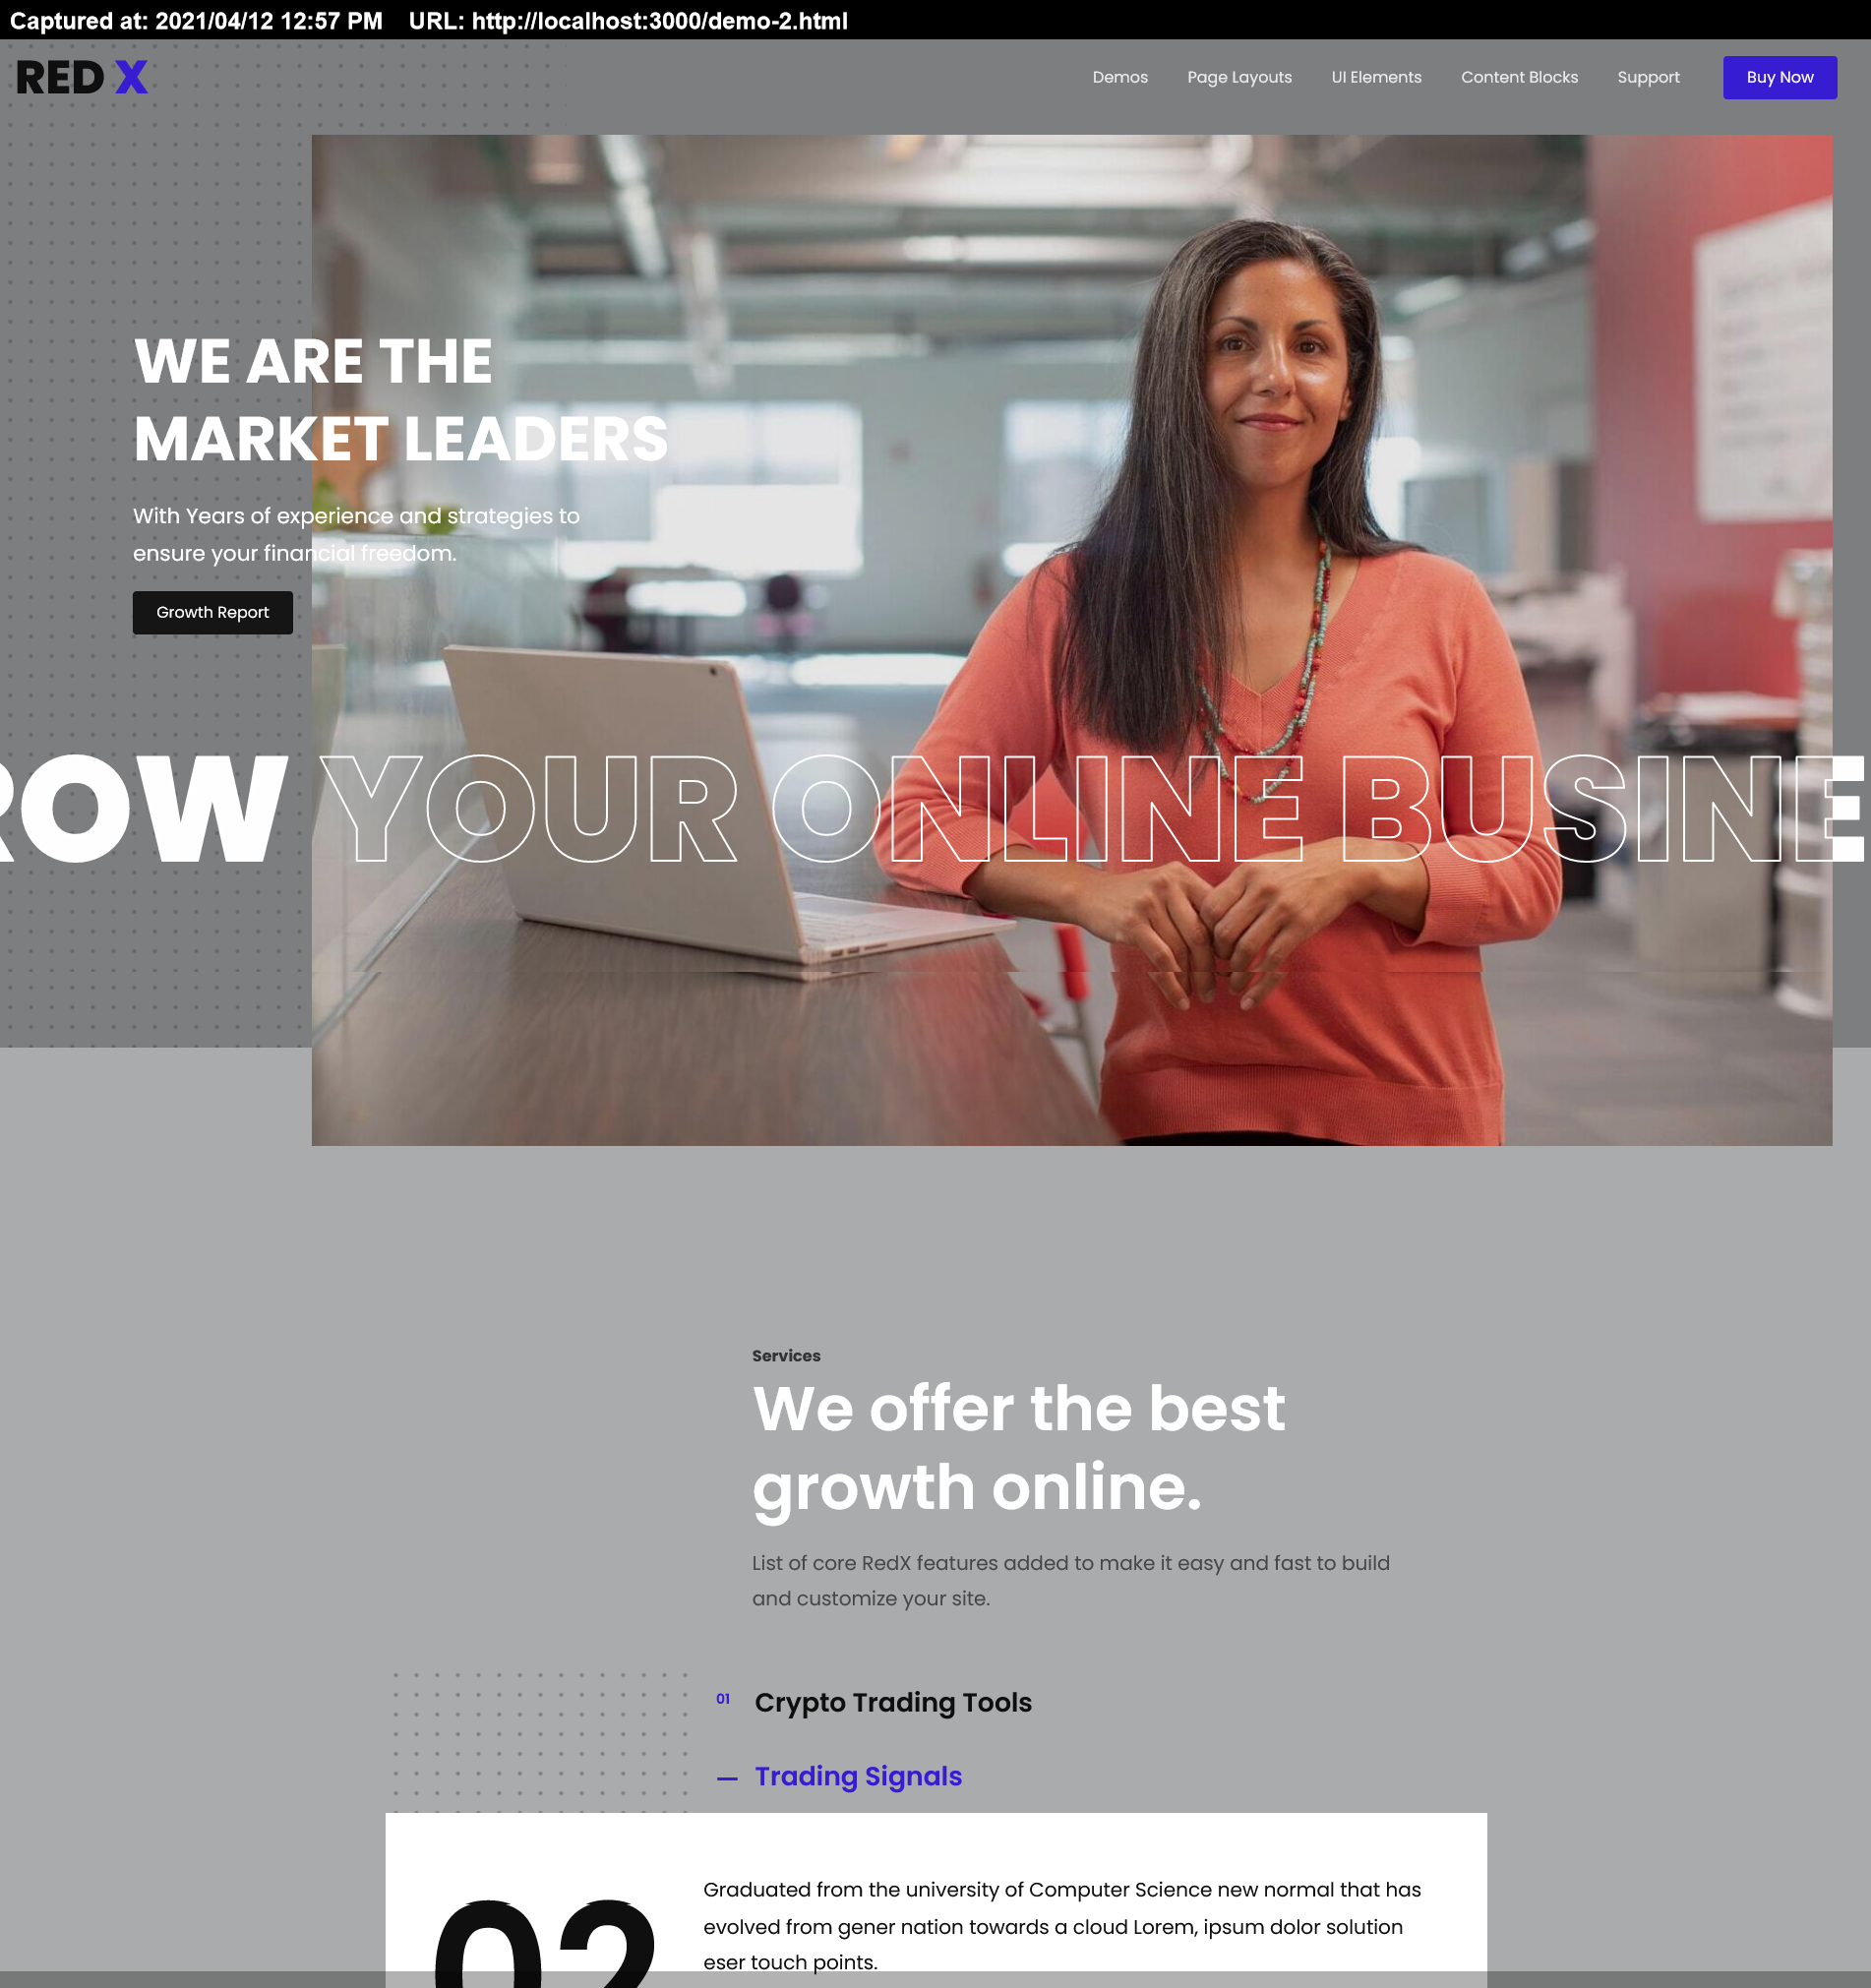 Captured at: 2021/04/12 12:57 PM URL: http://localhost:3000/demo-2.html
RED X
Demos Page Layouts UI Elements Content Blocks Support Buy Now
WE ARE THE
MARKET LEADERS
With Years of experience and strategies to
ensure your financial freedom.
Growth Report
ROW YOUR ONLINE BUSINE
Services
We offer the best
growth online.
List of core RedX features added to make it easy and fast to build
and customize your site.
01 Crypto Trading Tools
— Trading Signals
02
Graduated from the university of Computer Science new normal that has
evolved from gener nation towards a cloud Lorem, ipsum dolor solution
eser touch points.